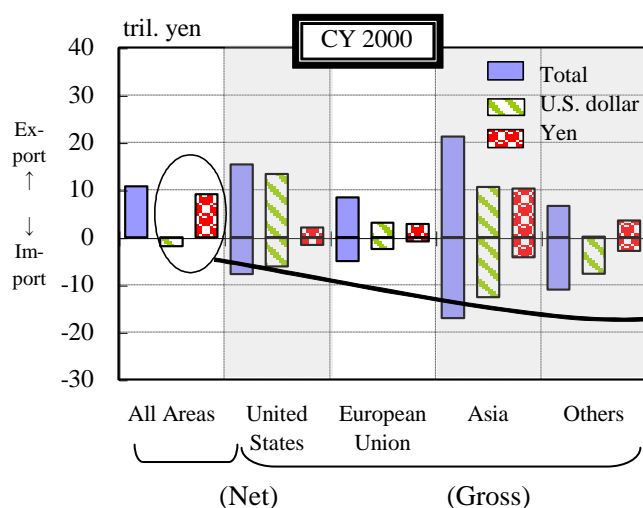 tril. yen
CY 2000
Total
U.S. dollar
Yen
Ex-
port
↑
↓
Im-
port
40
30
20
10
0
-10
-20
-30
All Areas
United
States
European
Union
Asia
Others
(Net)
(Gross)